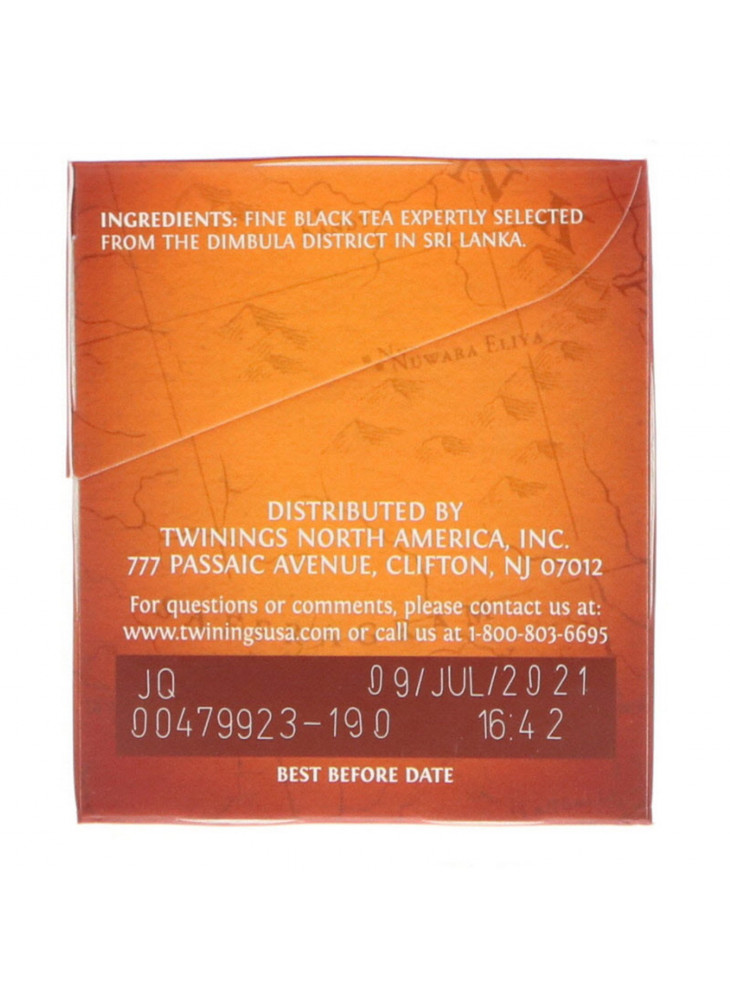 INGREDIENTS: FINE BLACK TEA EXPERTLY SELECTED
FROM THE DIMBULA DISTRICT IN SRI LANKA.
NUWARA ELIYA
DISTRIBUTED BY
TWININGS NORTH AMERICA, INC.
777 PASSAIC AVENUE, CLIFTON, NJ 07012
For questions or comments, please contact us at:
www.twiningsusa.com or call us at 1-800-803-6695
JQ 09/JUL/2021
00479923-190 16:42
BEST BEFORE DATE